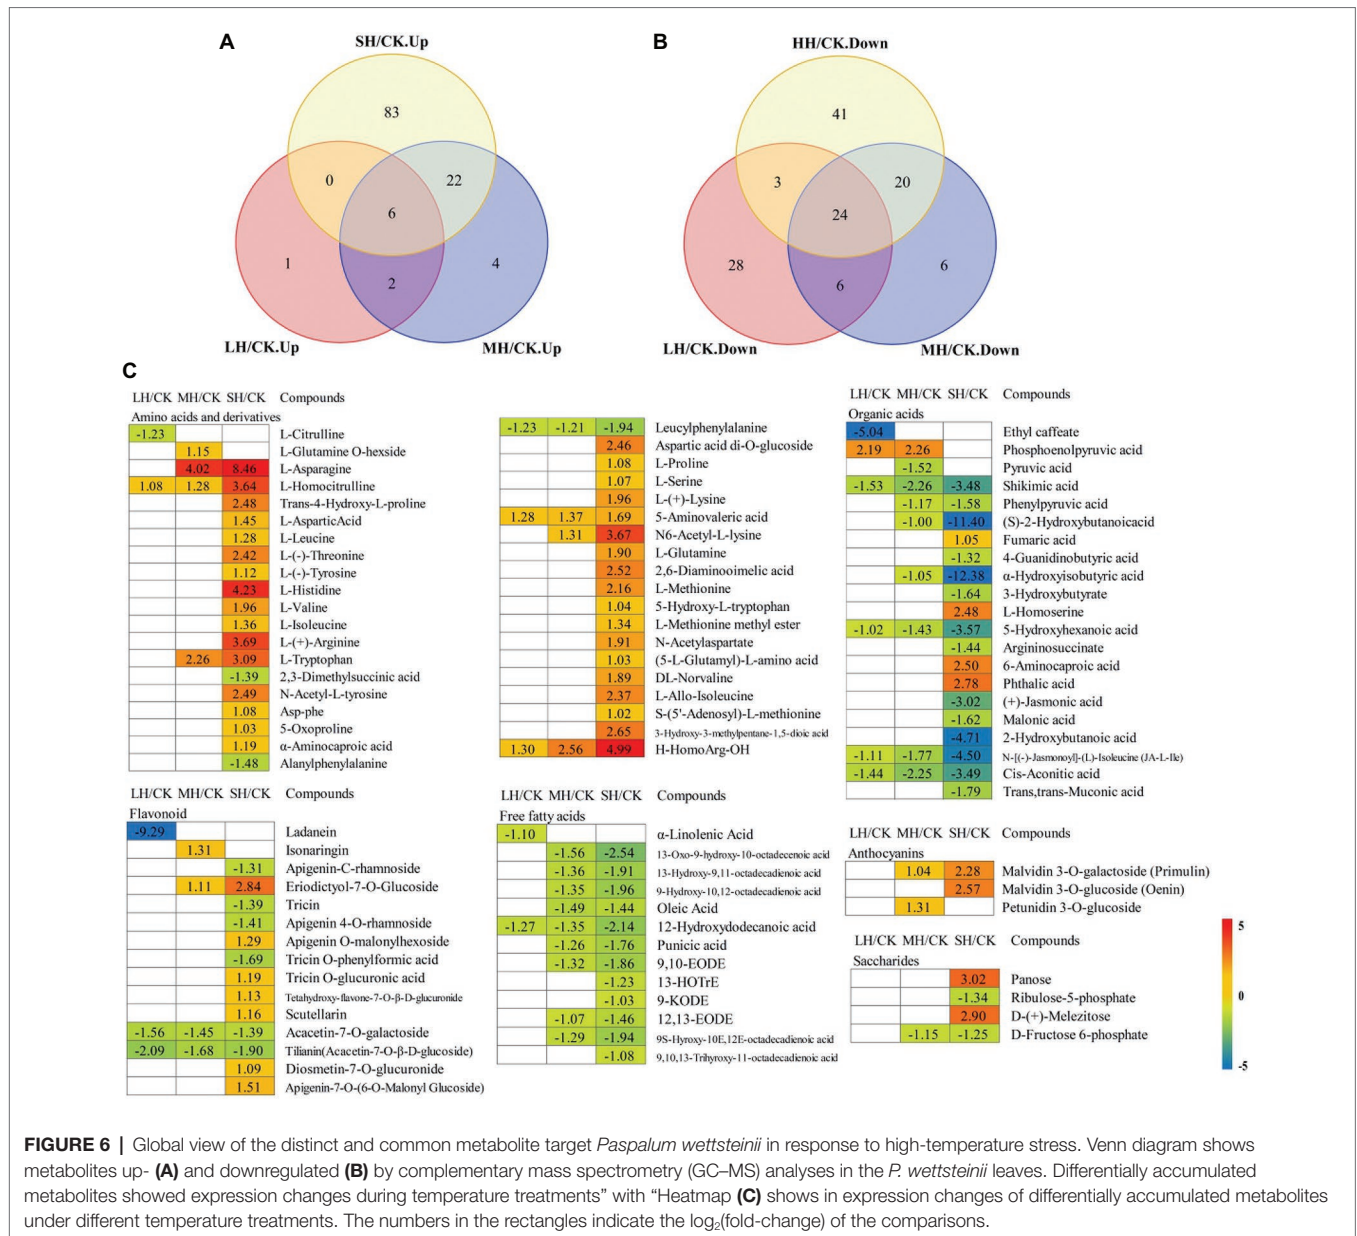 A
SH/CK.Up
83
0
22
6
1
2
4
LH/CK.Up
MH/CK.Up
B
HH/CK.Down
41
3
20
24
28
6
6
LH/CK.Down
MH/CK.Down
C
LH/CK MH/CK SH/CK Compounds
Amino acids and derivatives
-1.23 L-Citrulline
1.15 L-Glutamine O-hexside
4.02 8.46 L-Asparagine
1.08 1.28 3.64 L-Homocitrulline
2.48 Trans-4-Hydroxy-L-proline
1.45 L-AsparticAcid
1.28 L-Leucine
2.42 L-(-)-Threonine
1.12 L-(-)-Tyrosine
4.23 L-Histidine
1.96 L-Valine
1.36 L-Isoleucine
3.69 L-(+)-Arginine
2.26 3.09 L-Tryptophan
-1.39 2,3-Dimethylsuccinic acid
2.49 N-Acetyl-L-tyrosine
1.08 Asp-phe
1.03 5-Oxoproline
1.19 α-Aminocaproic acid
-1.48 Alanylphenylalanine
-1.23 -1.21 -1.94 Leucylphenylalanine
2.46 Aspartic acid di-O-glucoside
1.08 L-Proline
1.07 L-Serine
1.96 L-(+)-Lysine
1.28 1.37 1.69 5-Aminovaleric acid
1.31 3.67 N6-Acetyl-L-lysine
1.90 L-Glutamine
2.52 2,6-Diaminooimelic acid
2.16 L-Methionine
1.04 5-Hydroxy-L-tryptophan
1.34 L-Methionine methyl ester
1.91 N-Acetylaspartate
1.03 (5-L-Glutamyl)-L-amino acid
1.89 DL-Norvaline
2.37 L-Allo-Isoleucine
1.02 S-(5'-Adenosyl)-L-methionine
2.65 3-Hydroxy-3-methylpentane-1,5-dioic acid
1.30 2.56 4.99 H-HomoArg-OH
LH/CK MH/CK SH/CK Compounds
Organic acids
-5.04 Ethyl caffeate
2.19 2.26 Phosphoenolpyruvic acid
-1.52 Pyruvic acid
-1.53 -2.26 -3.48 Shikimic acid
-1.17 -1.58 Phenylpyruvic acid
-1.00 -11.40 (S)-2-Hydroxybutanoicacid
1.05 Fumaric acid
-1.32 4-Guanidinobutyric acid
-1.05 -12.38 α-Hydroxyisobutyric acid
-1.64 3-Hydroxybutyrate
2.48 L-Homoserine
-1.02 -1.43 -3.57 5-Hydroxyhexanoic acid
-1.44 Argininosuccinate
2.50 6-Aminocaproic acid
2.78 Phthalic acid
-3.02 (+)-Jasmonic acid
-1.62 Malonic acid
-4.71 2-Hydroxybutanoic acid
-1.11 -1.77 -4.50 N-[(-)-Jasmonoyl]-(L)-Isoleucine (JA-L-Ile)
-1.44 -2.25 -3.49 Cis-Aconitic acid
-1.79 Trans,trans-Muconic acid
LH/CK MH/CK SH/CK Compounds
Flavonoid
-9.29 Ladanein
1.31 Isonaringin
-1.31 Apigenin-C-rhamnoside
1.11 2.84 Eriodictyol-7-O-Glucoside
-1.39 Tricin
-1.41 Apigenin 4-O-rhamnoside
1.29 Apigenin O-malonylhexoside
-1.69 Tricin O-phenylformic acid
1.19 Tricin O-glucuronic acid
1.13 Tetahydroxy-flavone-7-O-β-D-glucuronide
1.16 Scutellarin
-1.56 -1.45 -1.39 Acacetin-7-O-galactoside
-2.09 -1.68 -1.90 Tilianin(Acacetin-7-O-β-D-glucoside)
1.09 Diosmetin-7-O-glucuronide
1.51 Apigenin-7-O-(6-O-Malonyl Glucoside)
LH/CK MH/CK SH/CK Compounds
Free fatty acids
-1.10 α-Linolenic Acid
-1.56 -2.54 13-Oxo-9-hydroxy-10-octadecenoic acid
-1.36 -1.91 13-Hydroxy-9,11-octadecadienoic acid
-1.35 -1.96 9-Hydroxy-10,12-octadecadienoic acid
-1.49 -1.44 Oleic Acid
-1.27 -1.35 -2.14 12-Hydroxydodecanoic acid
-1.26 -1.76 Punicic acid
-1.32 -1.86 9,10-EODE
-1.23 13-HOTrE
-1.03 9-KODE
-1.07 -1.46 12,13-EODE
-1.29 -1.94 9S-Hyroxy-10E,12E-octadecadienoic acid
-1.08 9,10,13-Trihyroxy-11-octadecadienoic acid
LH/CK MH/CK SH/CK Compounds
Anthocyanins
1.04 2.28 Malvidin 3-O-galactoside (Primulin)
2.57 Malvidin 3-O-glucoside (Oenin)
1.31 Petunidin 3-O-glucoside
LH/CK MH/CK SH/CK Compounds
Saccharides
3.02 Panose
-1.34 Ribulose-5-phosphate
2.90 D-(+)-Melezitose
-1.15 -1.25 D-Fructose 6-phosphate
5
0
-5
FIGURE 6 | Global view of the distinct and common metabolite target Paspalum wettsteinii in response to high-temperature stress. Venn diagram shows
metabolites up- (A) and downregulated (B) by complementary mass spectrometry (GC–MS) analyses in the P. wettsteinii leaves. Differentially accumulated
metabolites showed expression changes during temperature treatments” with “Heatmap (C) shows in expression changes of differentially accumulated metabolites
under different temperature treatments. The numbers in the rectangles indicate the log₂(fold-change) of the comparisons.